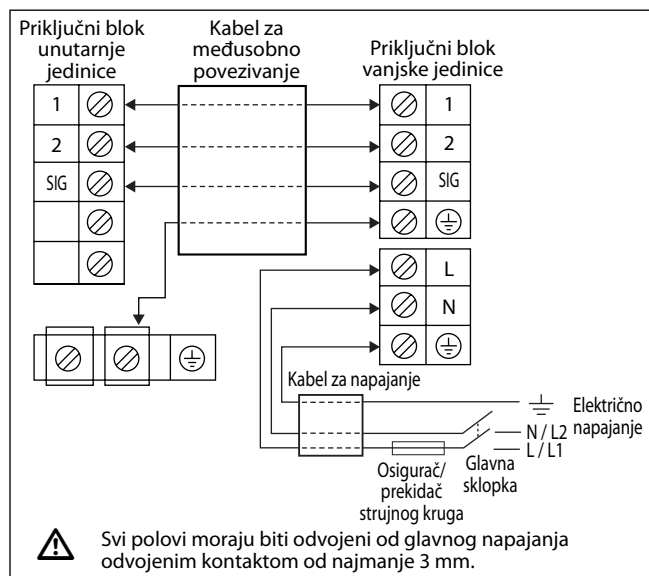 Priključni blok
unutarnje
jedinice
Kabel za
međusobno
povezivanje
Priključni blok
vanjske jedinice
1
2
SIG
1
2
SIG
L
N
Kabel za napajanje
Električno
napajanje
N / L2
L / L1
Osigurač/
prekidač
strujnog kruga
Glavna
sklopka
Svi polovi moraju biti odvojeni od glavnog napajanja
odvojenim kontaktom od najmanje 3 mm.